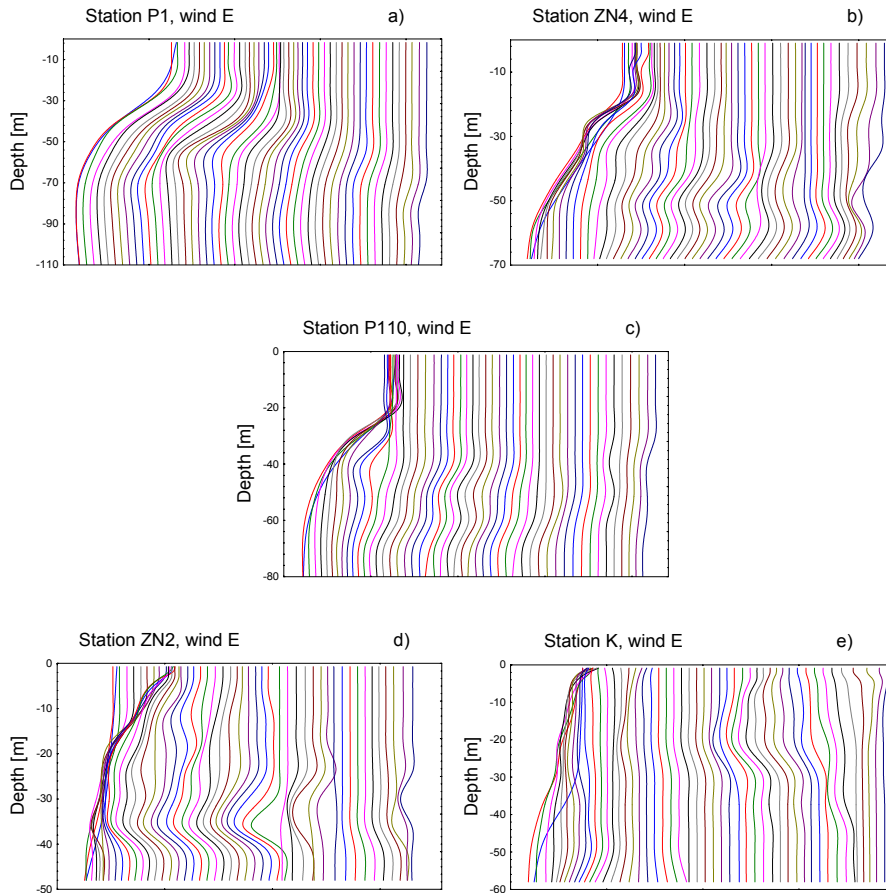 Station P1, wind E a)
-10
-30
-50
-70
-90
-110
Depth [m]
Station ZN4, wind E b)
-10
-30
-50
-70
Depth [m]
Station P110, wind E c)
0
-20
-40
-60
-80
Depth [m]
Station ZN2, wind E d)
0
-10
-20
-30
-40
-50
Depth [m]
Station K, wind E e)
0
-10
-20
-30
-40
-50
-60
Depth [m]